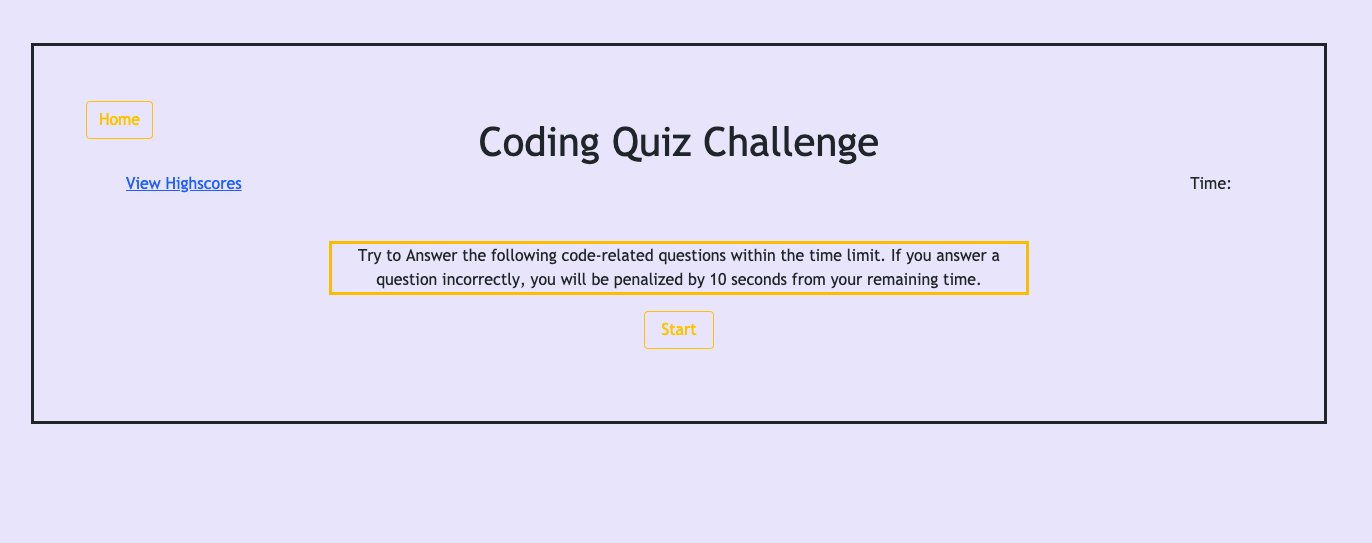 Home
Coding Quiz Challenge
View Highscores
Time:
Try to Answer the following code-related questions within the time limit. If you answer a
question incorrectly, you will be penalized by 10 seconds from your remaining time.
Start